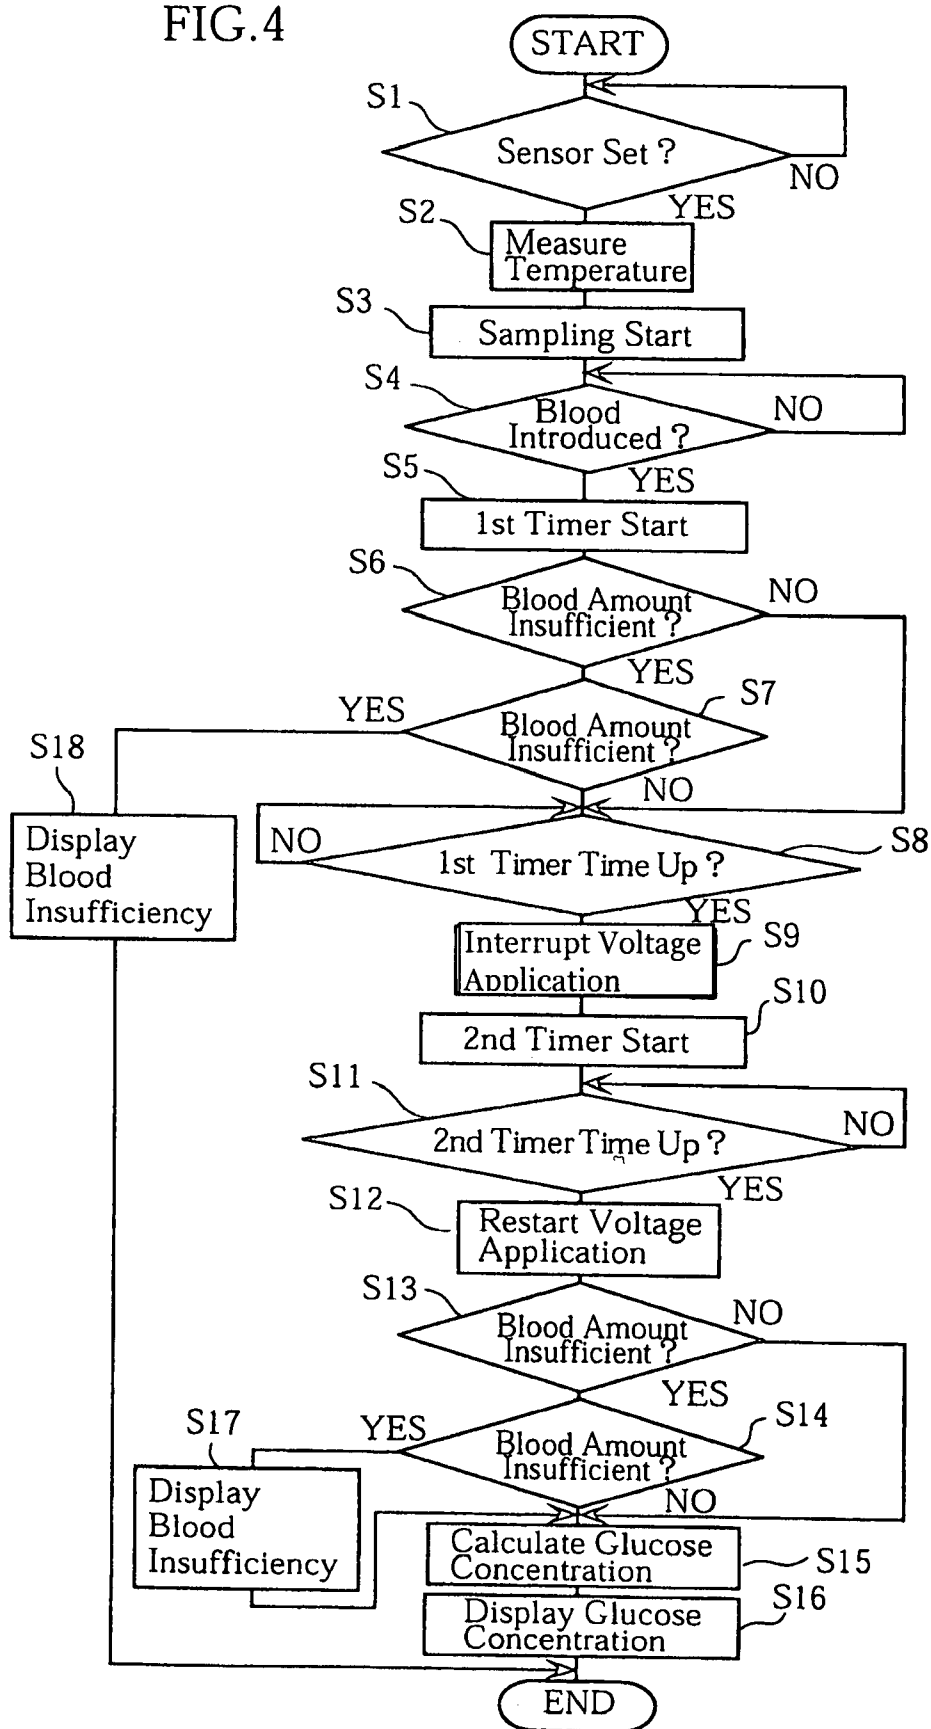 FIG.4
START
S1
Sensor Set ?
NO
YES
S2
Measure
Temperature
S3
Sampling Start
S4
Blood
Introduced ?
NO
YES
S5
1st Timer Start
S6
Blood Amount
Insufficient ?
NO
YES
S7
YES
Blood Amount
Insufficient ?
NO
S18
Display
Blood
Insufficiency
NO
S8
1st Timer Time Up ?
YES
S9
Interrupt Voltage
Application
S10
2nd Timer Start
S11
2nd Timer Time Up ?
NO
YES
S12
Restart Voltage
Application
S13
Blood Amount
Insufficient ?
NO
YES
S14
YES
Blood Amount
Insufficient ?
NO
S17
Display
Blood
Insufficiency
Calculate Glucose
Concentration
S15
Display Glucose
Concentration
S16
END